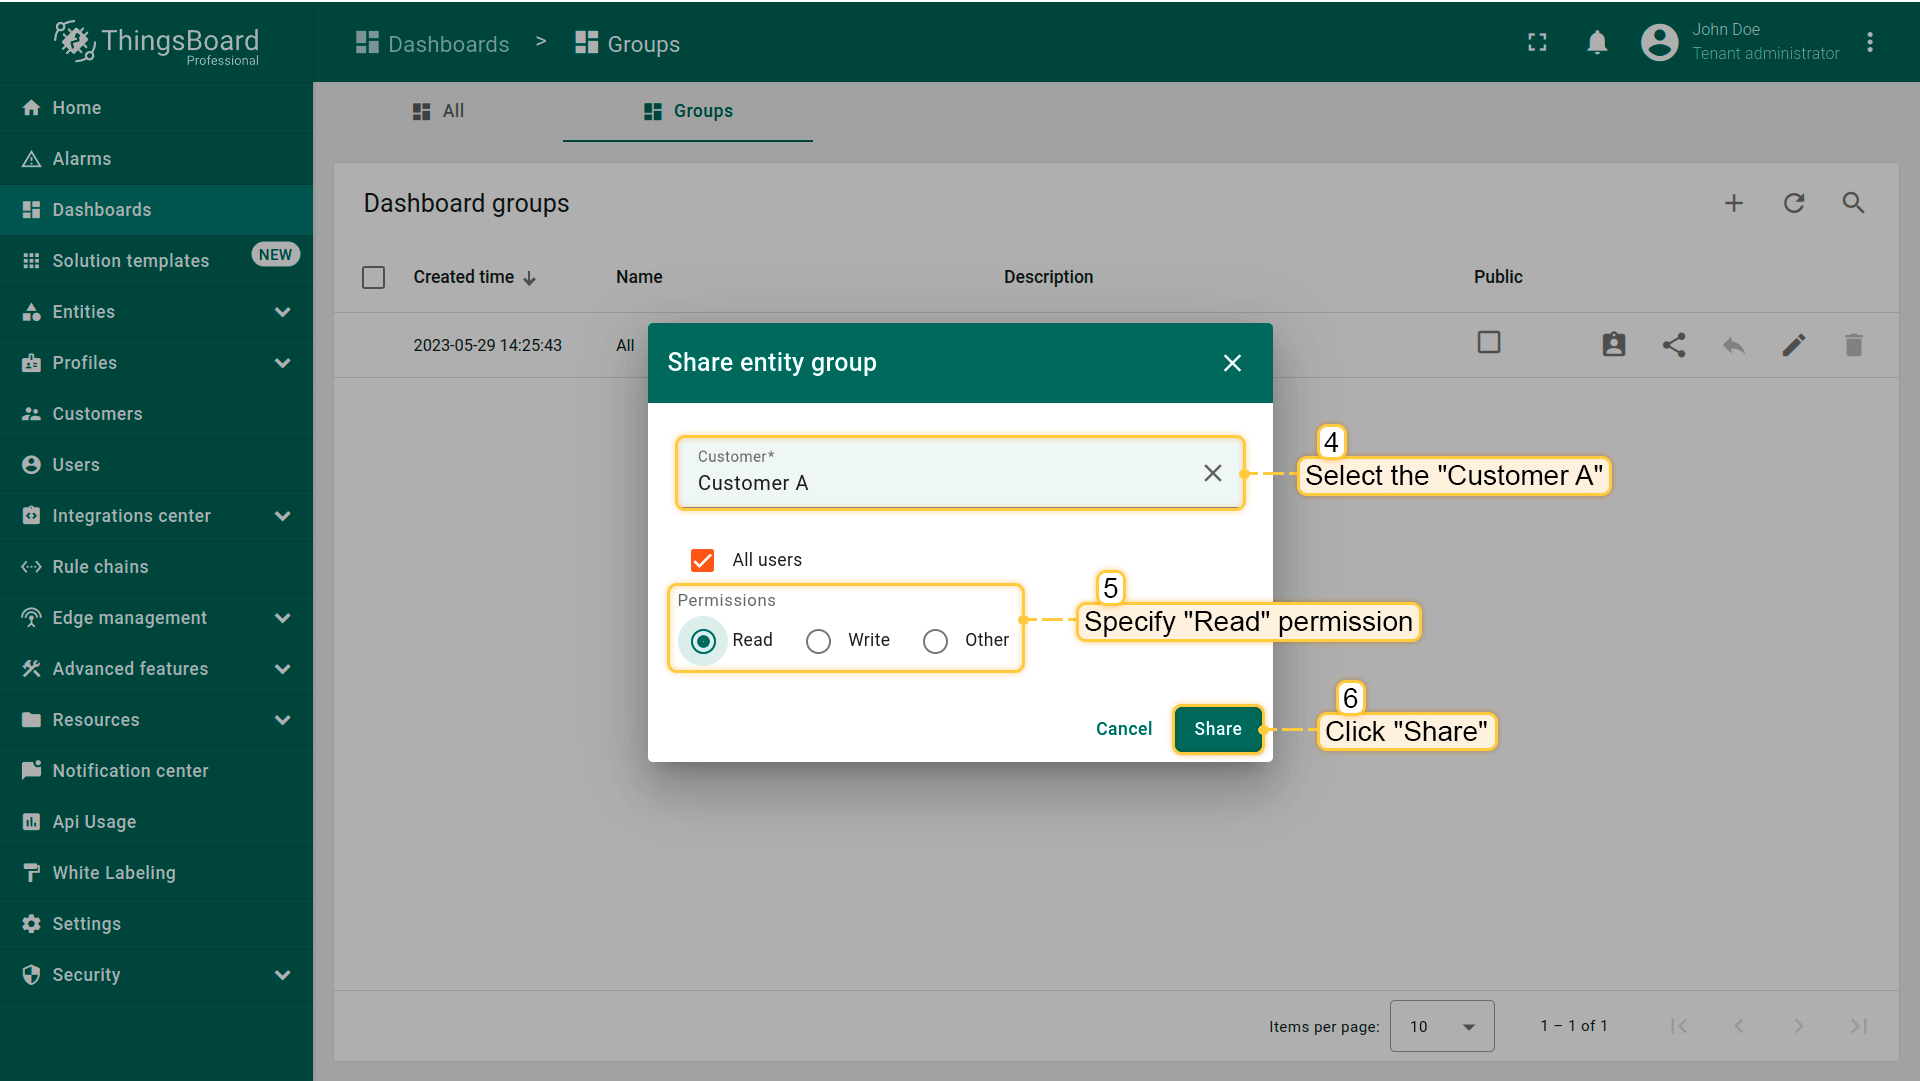 ThingsBoard
Professional
Dashboards > Groups
John Doe
Tenant administrator
Home
Alarms
Dashboards
Solution templates NEW
Entities
Profiles
Customers
Users
Integrations center
Rule chains
Edge management
Advanced features
Resources
Notification center
Api Usage
White Labeling
Settings
Security
All Groups
Dashboard groups
Created time Name Description Public
2023-05-29 14:25:43 All
Share entity group
Customer*
Customer A
4
Select the "Customer A"
All users
Permissions
Read Write Other
5
Specify "Read" permission
Cancel Share
6
Click "Share"
Items per page: 10 1 – 1 of 1